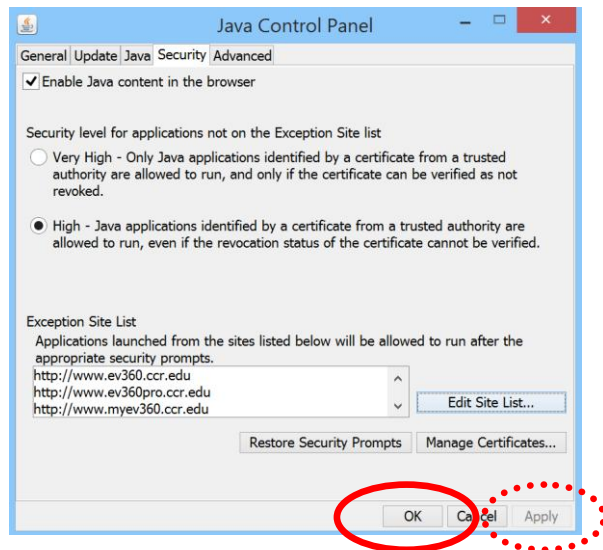 Java Control Panel
General Update Java Security Advanced
Enable Java content in the browser
Security level for applications not on the Exception Site list
Very High - Only Java applications identified by a certificate from a trusted
authority are allowed to run, and only if the certificate can be verified as not
revoked.
High - Java applications identified by a certificate from a trusted authority are
allowed to run, even if the revocation status of the certificate cannot be verified.
Exception Site List
Applications launched from the sites listed below will be allowed to run after the
appropriate security prompts.
http://www.ev360.ccr.edu
http://www.ev360pro.ccr.edu
http://www.myev360.ccr.edu
Edit Site List...
Restore Security Prompts Manage Certificates...
OK Cancel Apply